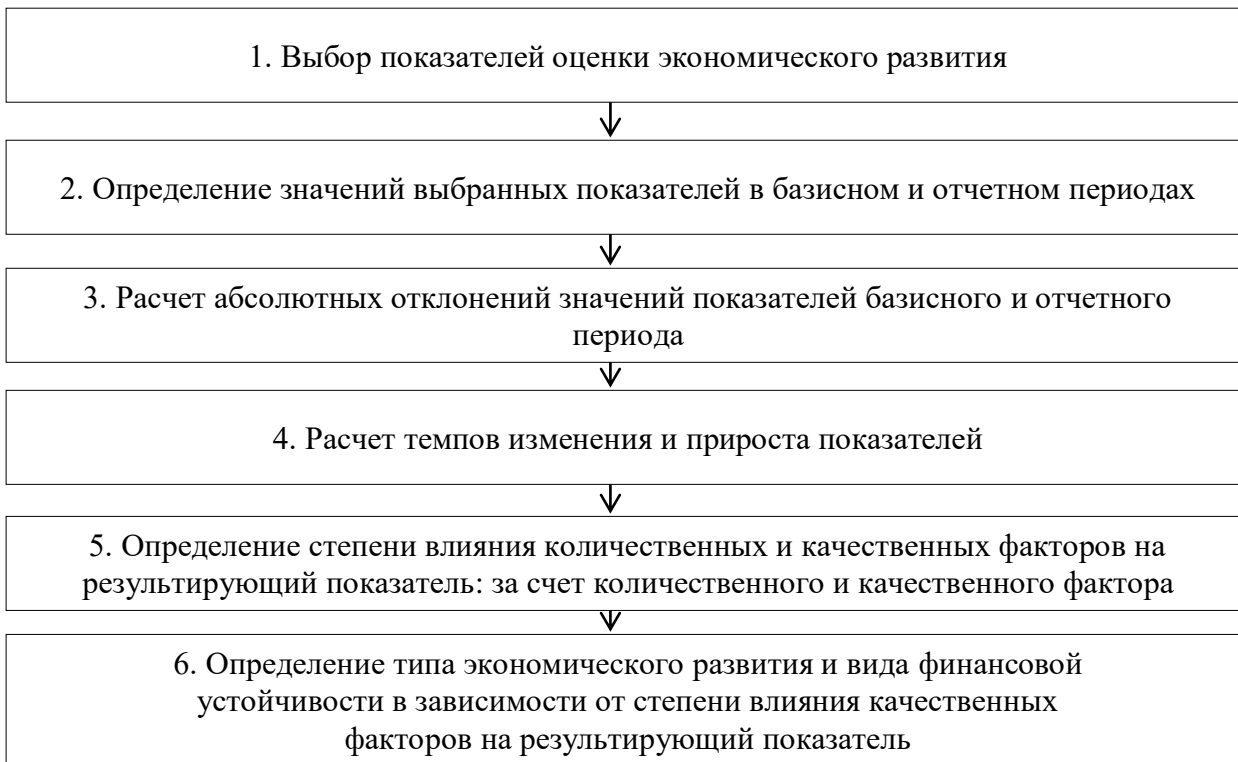 1. Выбор показателей оценки экономического развития
2. Определение значений выбранных показателей в базисном и отчетном периодах
3. Расчет абсолютных отклонений значений показателей базисного и отчетного
периода
4. Расчет темпов изменения и прироста показателей
5. Определение степени влияния количественных и качественных факторов на
результирующий показатель: за счет количественного и качественного фактора
6. Определение типа экономического развития и вида финансовой
устойчивости в зависимости от степени влияния качественных
факторов на результирующий показатель